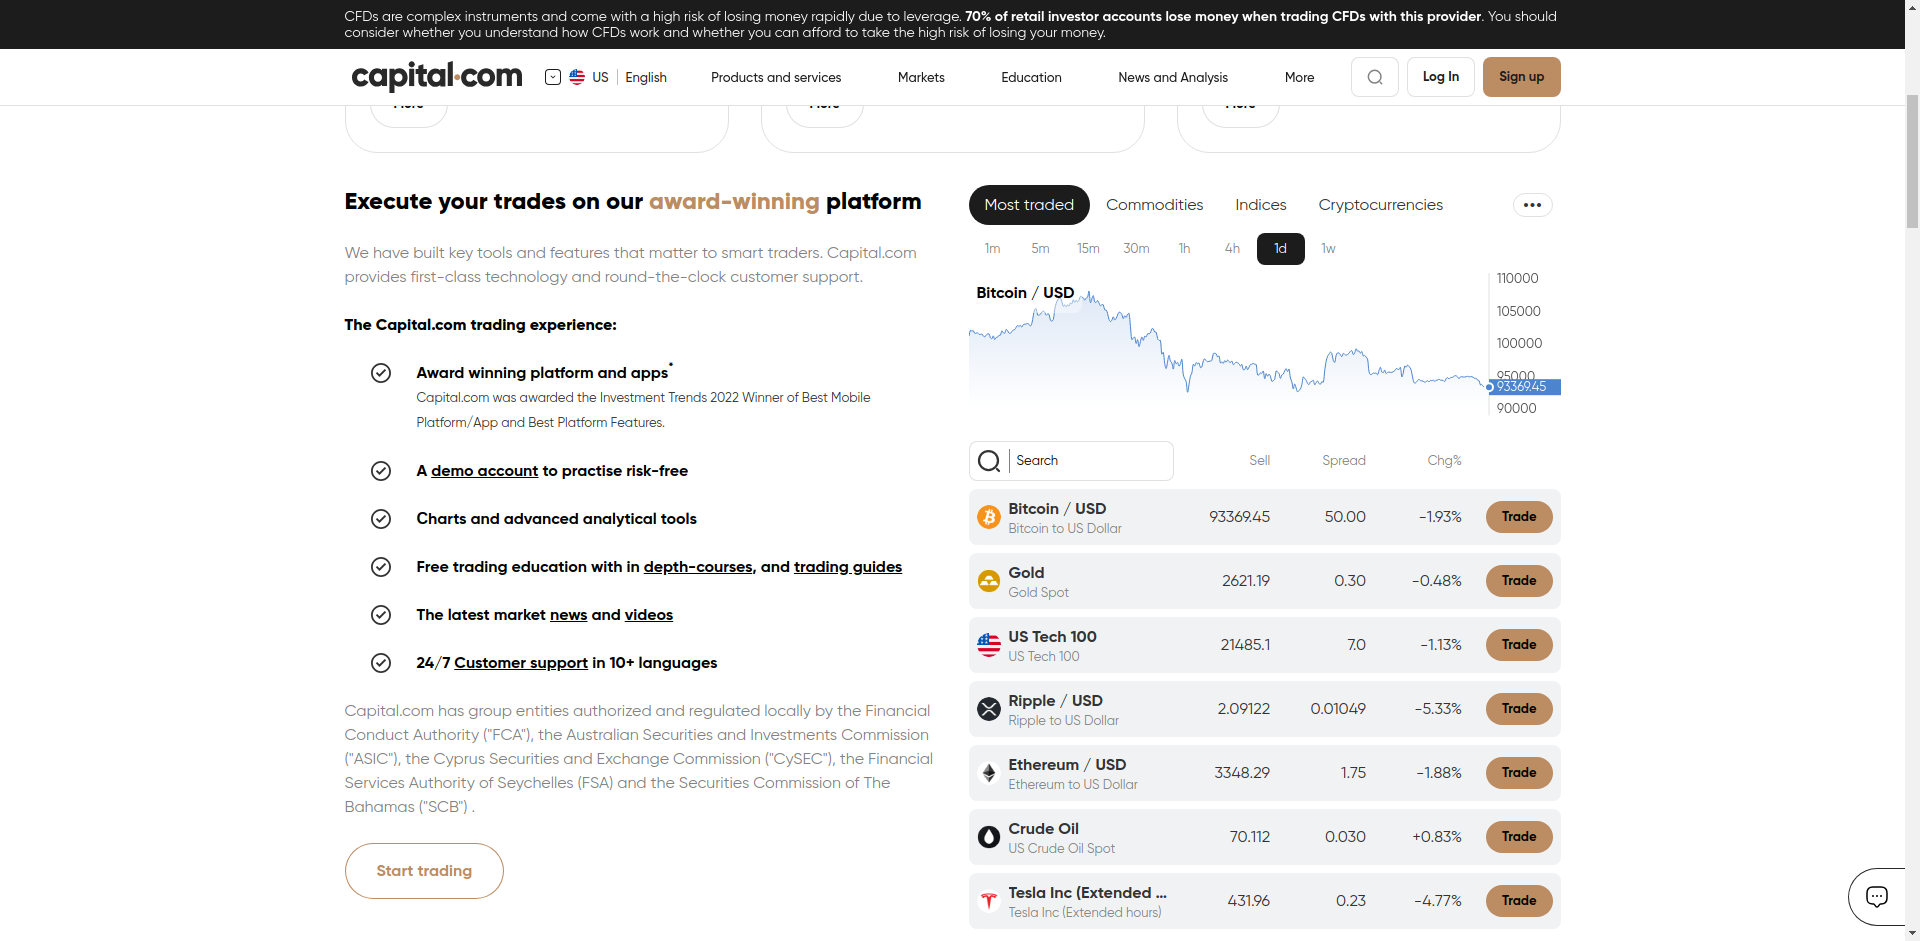 CFDs are complex instruments and come with a high risk of losing money rapidly due to leverage. 70% of retail investor accounts lose money when trading CFDs with this provider. You should
consider whether you understand how CFDs work and whether you can afford to take the high risk of losing your money.
capital.com
US English
Products and services
Markets
Education
News and Analysis
More
Log In
Sign up
More
More
More
Execute your trades on our award-winning platform
We have built key tools and features that matter to smart traders. Capital.com
provides first-class technology and round-the-clock customer support.
The Capital.com trading experience:
Award winning platform and apps*
Capital.com was awarded the Investment Trends 2022 Winner of Best Mobile
Platform/App and Best Platform Features.
A demo account to practise risk-free
Charts and advanced analytical tools
Free trading education with in depth-courses, and trading guides
The latest market news and videos
24/7 Customer support in 10+ languages
Capital.com has group entities authorized and regulated locally by the Financial
Conduct Authority ("FCA"), the Australian Securities and Investments Commission
("ASIC"), the Cyprus Securities and Exchange Commission ("CySEC"), the Financial
Services Authority of Seychelles (FSA) and the Securities Commission of The
Bahamas ("SCB") .
Start trading
Most traded Commodities Indices Cryptocurrencies
1m 5m 15m 30m 1h 4h 1d 1w
Bitcoin / USD
110000
105000
100000
95000
93369.45
90000
Search Sell Spread Chg%
Bitcoin / USD
Bitcoin to US Dollar
93369.45 50.00 -1.93% Trade
Gold
Gold Spot
2621.19 0.30 -0.48% Trade
US Tech 100
US Tech 100
21485.1 7.0 -1.13% Trade
Ripple / USD
Ripple to US Dollar
2.09122 0.01049 -5.33% Trade
Ethereum / USD
Ethereum to US Dollar
3348.29 1.75 -1.88% Trade
Crude Oil
US Crude Oil Spot
70.112 0.030 +0.83% Trade
Tesla Inc (Extended ...
Tesla Inc (Extended hours)
431.96 0.23 -4.77% Trade